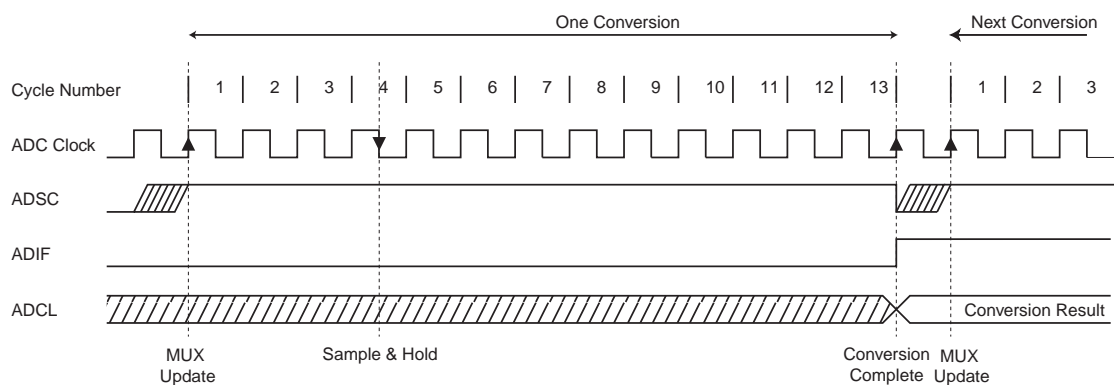 One Conversion Next Conversion
Cycle Number 1 2 3 4 5 6 7 8 9 10 11 12 13 1 2 3
ADC Clock
ADSC
ADIF
ADCL Conversion Result
MUX Update
Sample & Hold
Conversion Complete
MUX Update